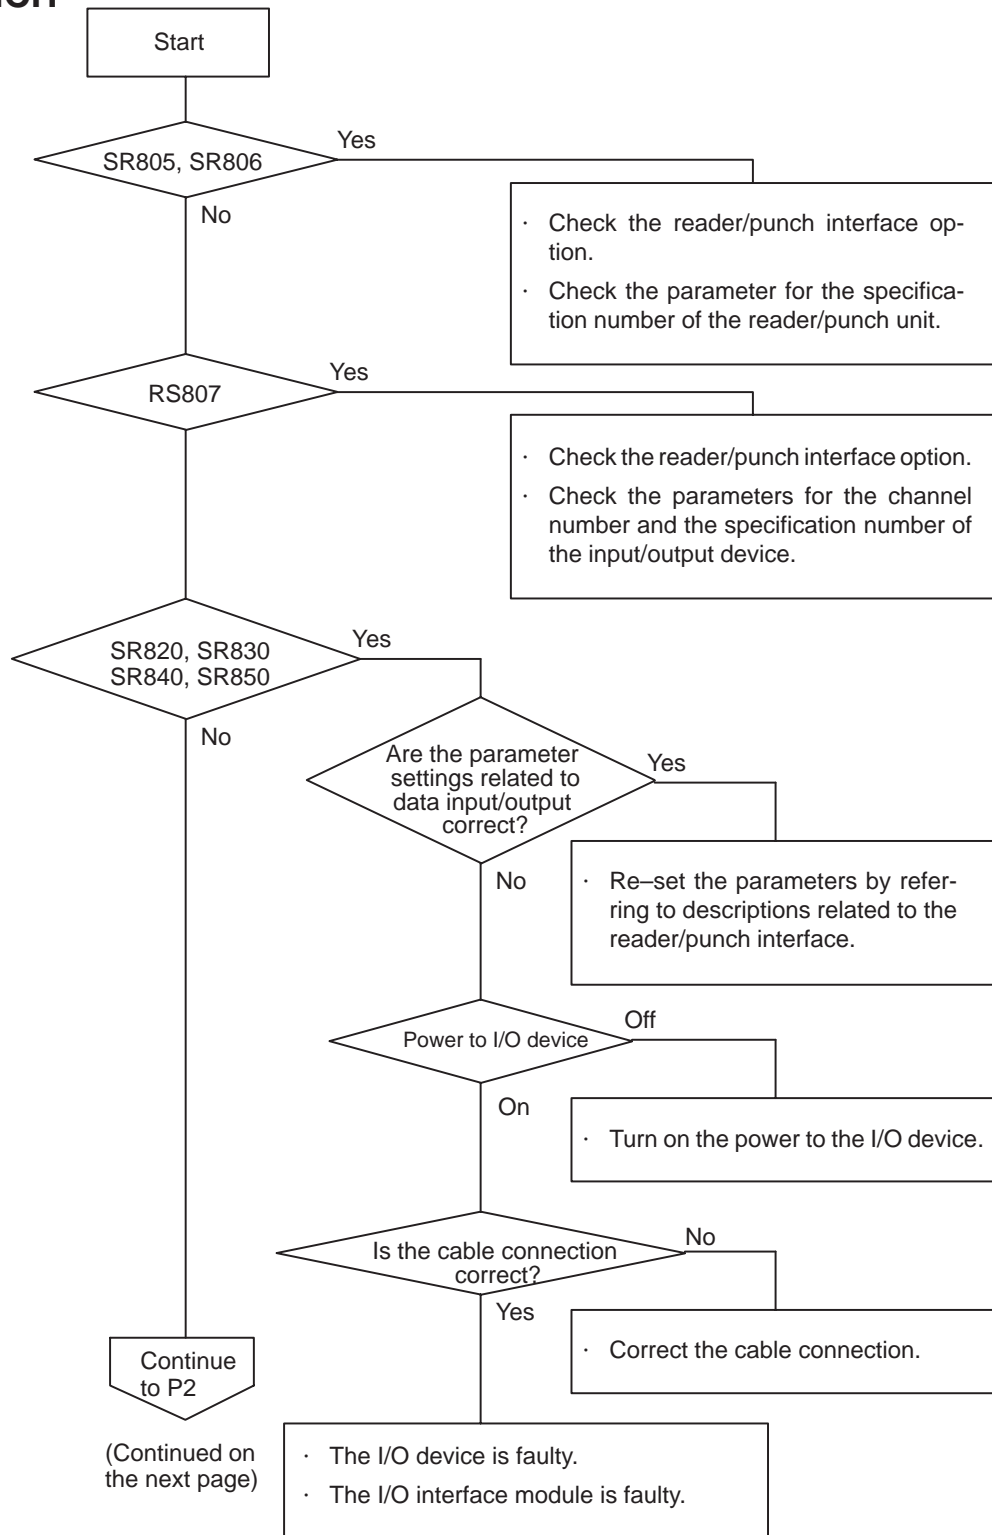 Start
SR805, SR806
Yes
No
· Check the reader/punch interface op-
tion.
· Check the parameter for the specifica-
tion number of the reader/punch unit.
RS807
Yes
· Check the reader/punch interface option.
· Check the parameters for the channel
number and the specification number of
the input/output device.
SR820, SR830
SR840, SR850
Yes
No
Are the parameter
settings related to
data input/output
correct?
Yes
No
· Re–set the parameters by refer-
ring to descriptions related to the
reader/punch interface.
Power to I/O device
Off
On
· Turn on the power to the I/O device.
Is the cable connection
correct?
No
Yes
· Correct the cable connection.
Continue
to P2
(Continued on
the next page)
· The I/O device is faulty.
· The I/O interface module is faulty.